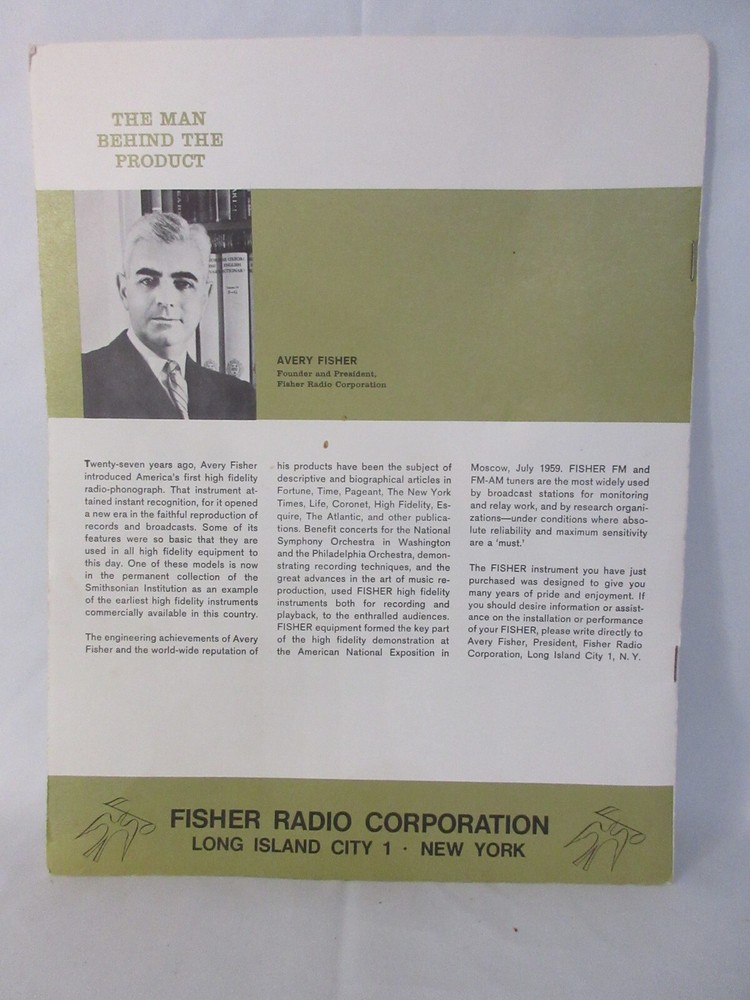 THE MAN
BEHIND THE
PRODUCT
AVERY FISHER
Founder and President,
Fisher Radio Corporation
Twenty-seven years ago, Avery Fisher
introduced America's first high fidelity
radio-phonograph. That instrument at-
tained instant recognition, for it opened
a new era in the faithful reproduction of
records and broadcasts. Some of its
features were so basic that they are
used in all high fidelity equipment to
this day. One of these models is now
in the permanent collection of the
Smithsonian Institution as an example
of the earliest high fidelity instruments
commercially available in this country.
The engineering achievements of Avery
Fisher and the world-wide reputation of
his products have been the subject of
descriptive and biographical articles in
Fortune, Time, Pageant, The New York
Times, Life, Coronet, High Fidelity, Es-
quire, The Atlantic, and other publica-
tions. Benefit concerts for the National
Symphony Orchestra in Washington
and the Philadelphia Orchestra, demon-
strating recording techniques, and the
great advances in the art of music re-
production, used FISHER high fidelity
instruments both for recording and
playback, to the enthralled audiences.
FISHER equipment formed the key part
of the high fidelity demonstration at
the American National Exposition in
Moscow, July 1959. FISHER FM and
FM-AM tuners are the most widely used
by broadcast stations for monitoring
and relay work, and by research organi-
zations—under conditions where abso-
lute reliability and maximum sensitivity
are a 'must.'
The FISHER instrument you have just
purchased was designed to give you
many years of pride and enjoyment. If
you should desire information or assist-
ance on the installation or performance
of your FISHER, please write directly to
Avery Fisher, President, Fisher Radio
Corporation, Long Island City 1, N. Y.
FISHER RADIO CORPORATION
LONG ISLAND CITY 1 · NEW YORK